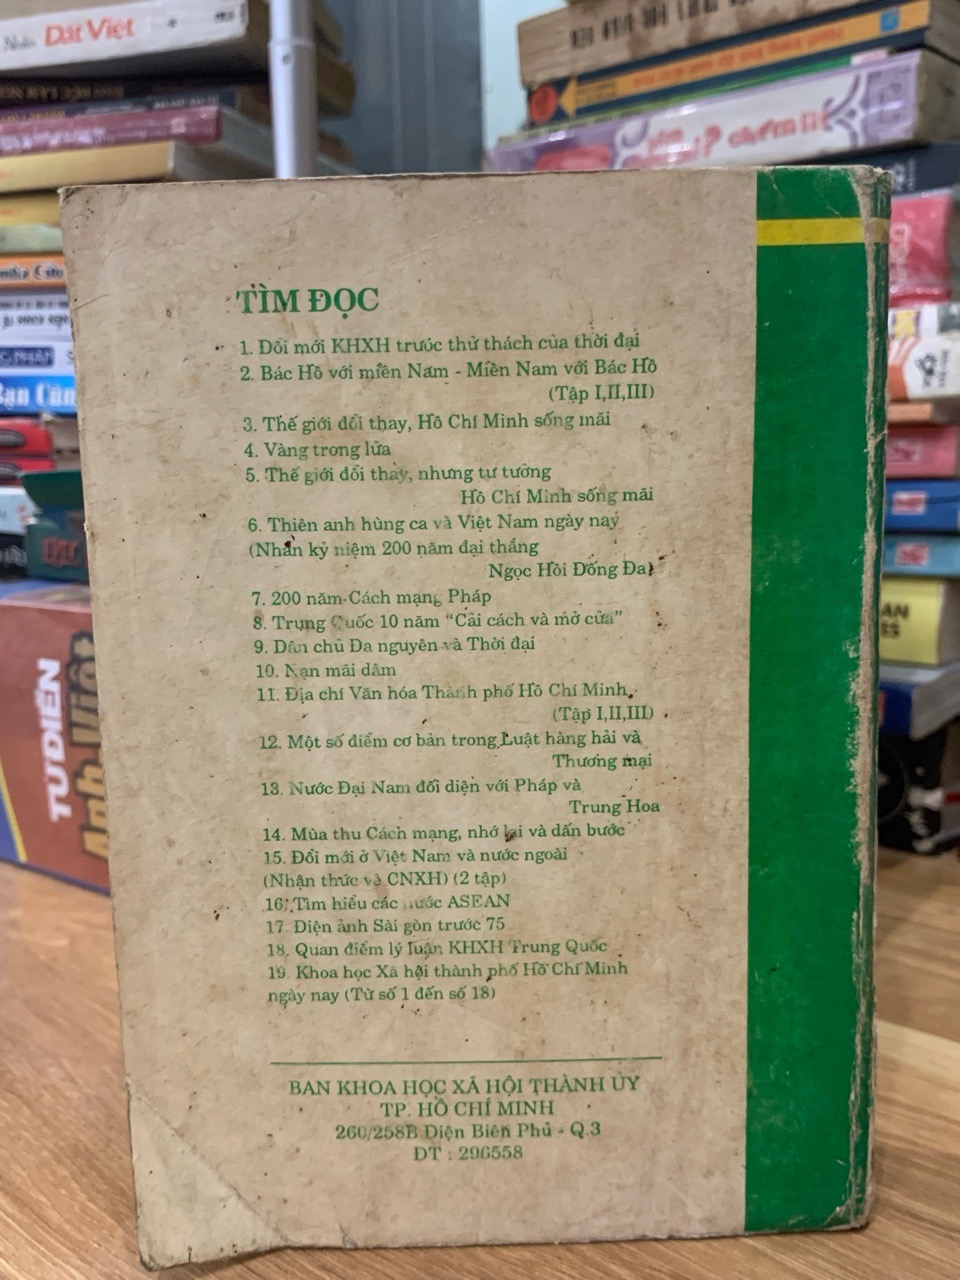 Nhân Đất Việt
TỪ ĐIỂN
Anh Việt
TÌM ĐỌC
1. Đổi mới KHXH trước thử thách của thời đại
2. Bác Hồ với miền Nam - Miền Nam với Bác Hồ
(Tập I,II,III)
3. Thế giới đổi thay, Hồ Chí Minh sống mãi
4. Vàng trong lửa
5. Thế giới đổi thay, nhưng tư tưởng
Hồ Chí Minh sống mãi
6. Thiên anh hùng ca và Việt Nam ngày nay
(Nhân kỷ niệm 200 năm đại thắng
Ngọc Hồi Đống Đa)
7. 200 năm Cách mạng Pháp
8. Trung Quốc 10 năm “Cải cách và mở cửa”
9. Dân chủ Đa nguyên và Thời đại
10. Nạn mãi dâm
11. Địa chí Văn hóa Thành phố Hồ Chí Minh.
(Tập I,II,III)
12. Một số điểm cơ bản trong Luật hàng hải và
Thương mại
13. Nước Đại Nam đối diện với Pháp và
Trung Hoa
14. Mùa thu Cách mạng, nhớ lại và dấn bước
15. Đổi mới ở Việt Nam và nước ngoài
(Nhận thức về CNXH) (2 tập)
16. Tìm hiểu các nước ASEAN
17. Điện ảnh Sài gòn trước 75
18. Quan điểm lý luận KHXH Trung Quốc
19. Khoa học Xã hội thành phố Hồ Chí Minh
ngày nay (Từ số 1 đến số 18)
BAN KHOA HỌC XÃ HỘI THÀNH ỦY
TP. HỒ CHÍ MINH
260/258B Điện Biên Phủ - Q.3
ĐT : 296558